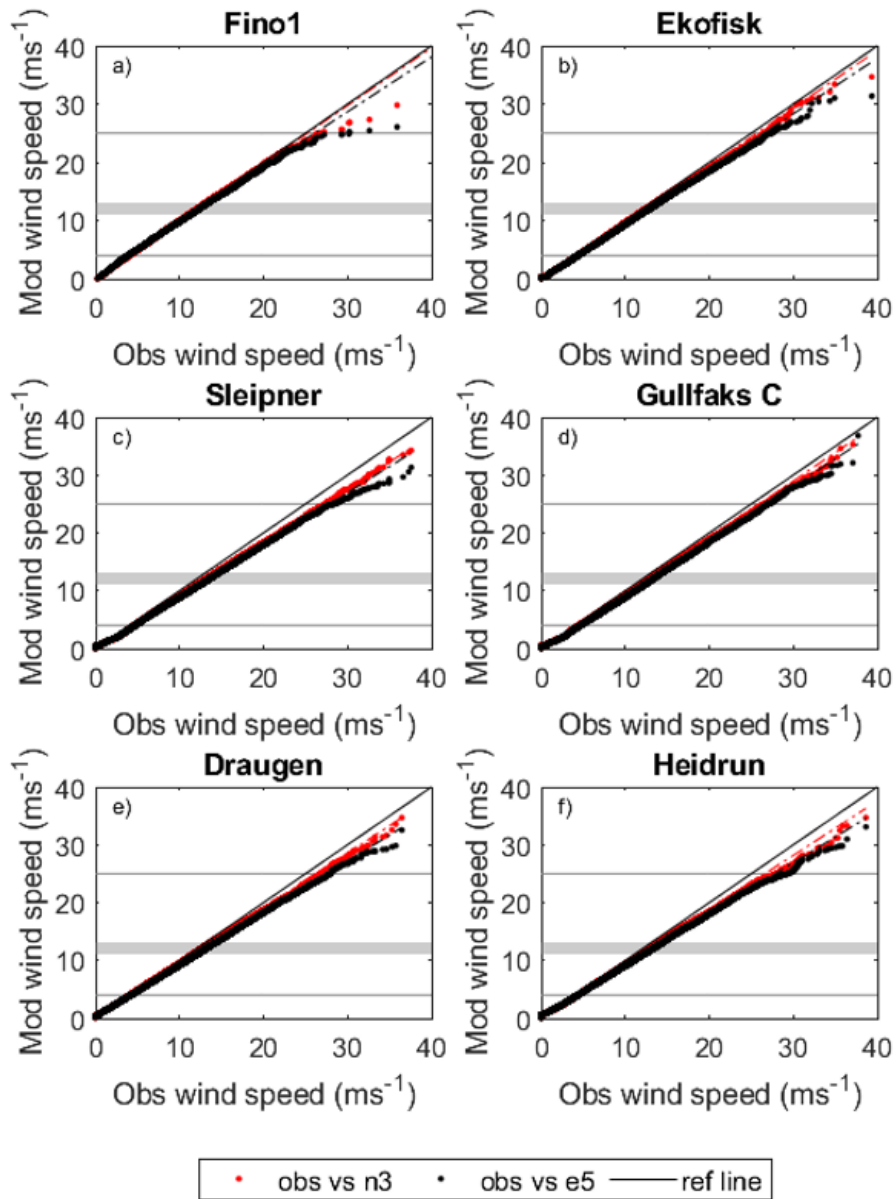 Fino1
a)
Mod wind speed (ms⁻¹)
40
30
20
10
0
0 10 20 30 40
Obs wind speed (ms⁻¹)
Ekofisk
b)
Mod wind speed (ms⁻¹)
40
30
20
10
0
0 10 20 30 40
Obs wind speed (ms⁻¹)
Sleipner
c)
Mod wind speed (ms⁻¹)
40
30
20
10
0
0 10 20 30 40
Obs wind speed (ms⁻¹)
Gullfaks C
d)
Mod wind speed (ms⁻¹)
40
30
20
10
0
0 10 20 30 40
Obs wind speed (ms⁻¹)
Draugen
e)
Mod wind speed (ms⁻¹)
40
30
20
10
0
0 10 20 30 40
Obs wind speed (ms⁻¹)
Heidrun
f)
Mod wind speed (ms⁻¹)
40
30
20
10
0
0 10 20 30 40
Obs wind speed (ms⁻¹)
obs vs n3 obs vs e5 ref line